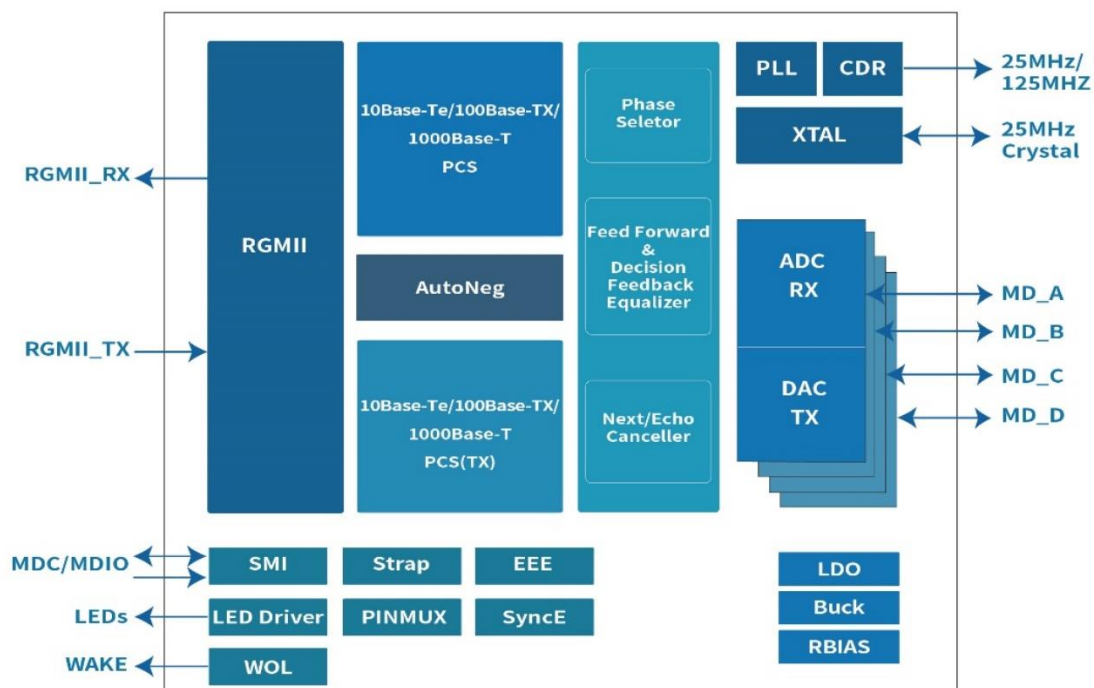 RGMII_RX
RGMII_TX
RGMII
10Base-Te/100Base-TX/
1000Base-T
PCS
AutoNeg
10Base-Te/100Base-TX/
1000Base-T
PCS(TX)
Phase
Seletor
Feed Forward
&
Decision
Feedback
Equalizer
Next/Echo
Canceller
PLL
CDR
25MHz/
125MHZ
XTAL
25MHz
Crystal
ADC
RX
DAC
TX
MD_A
MD_B
MD_C
MD_D
MDC/MDIO
SMI
Strap
EEE
LEDs
LED Driver
PINMUX
SyncE
WAKE
WOL
LDO
Buck
RBIAS